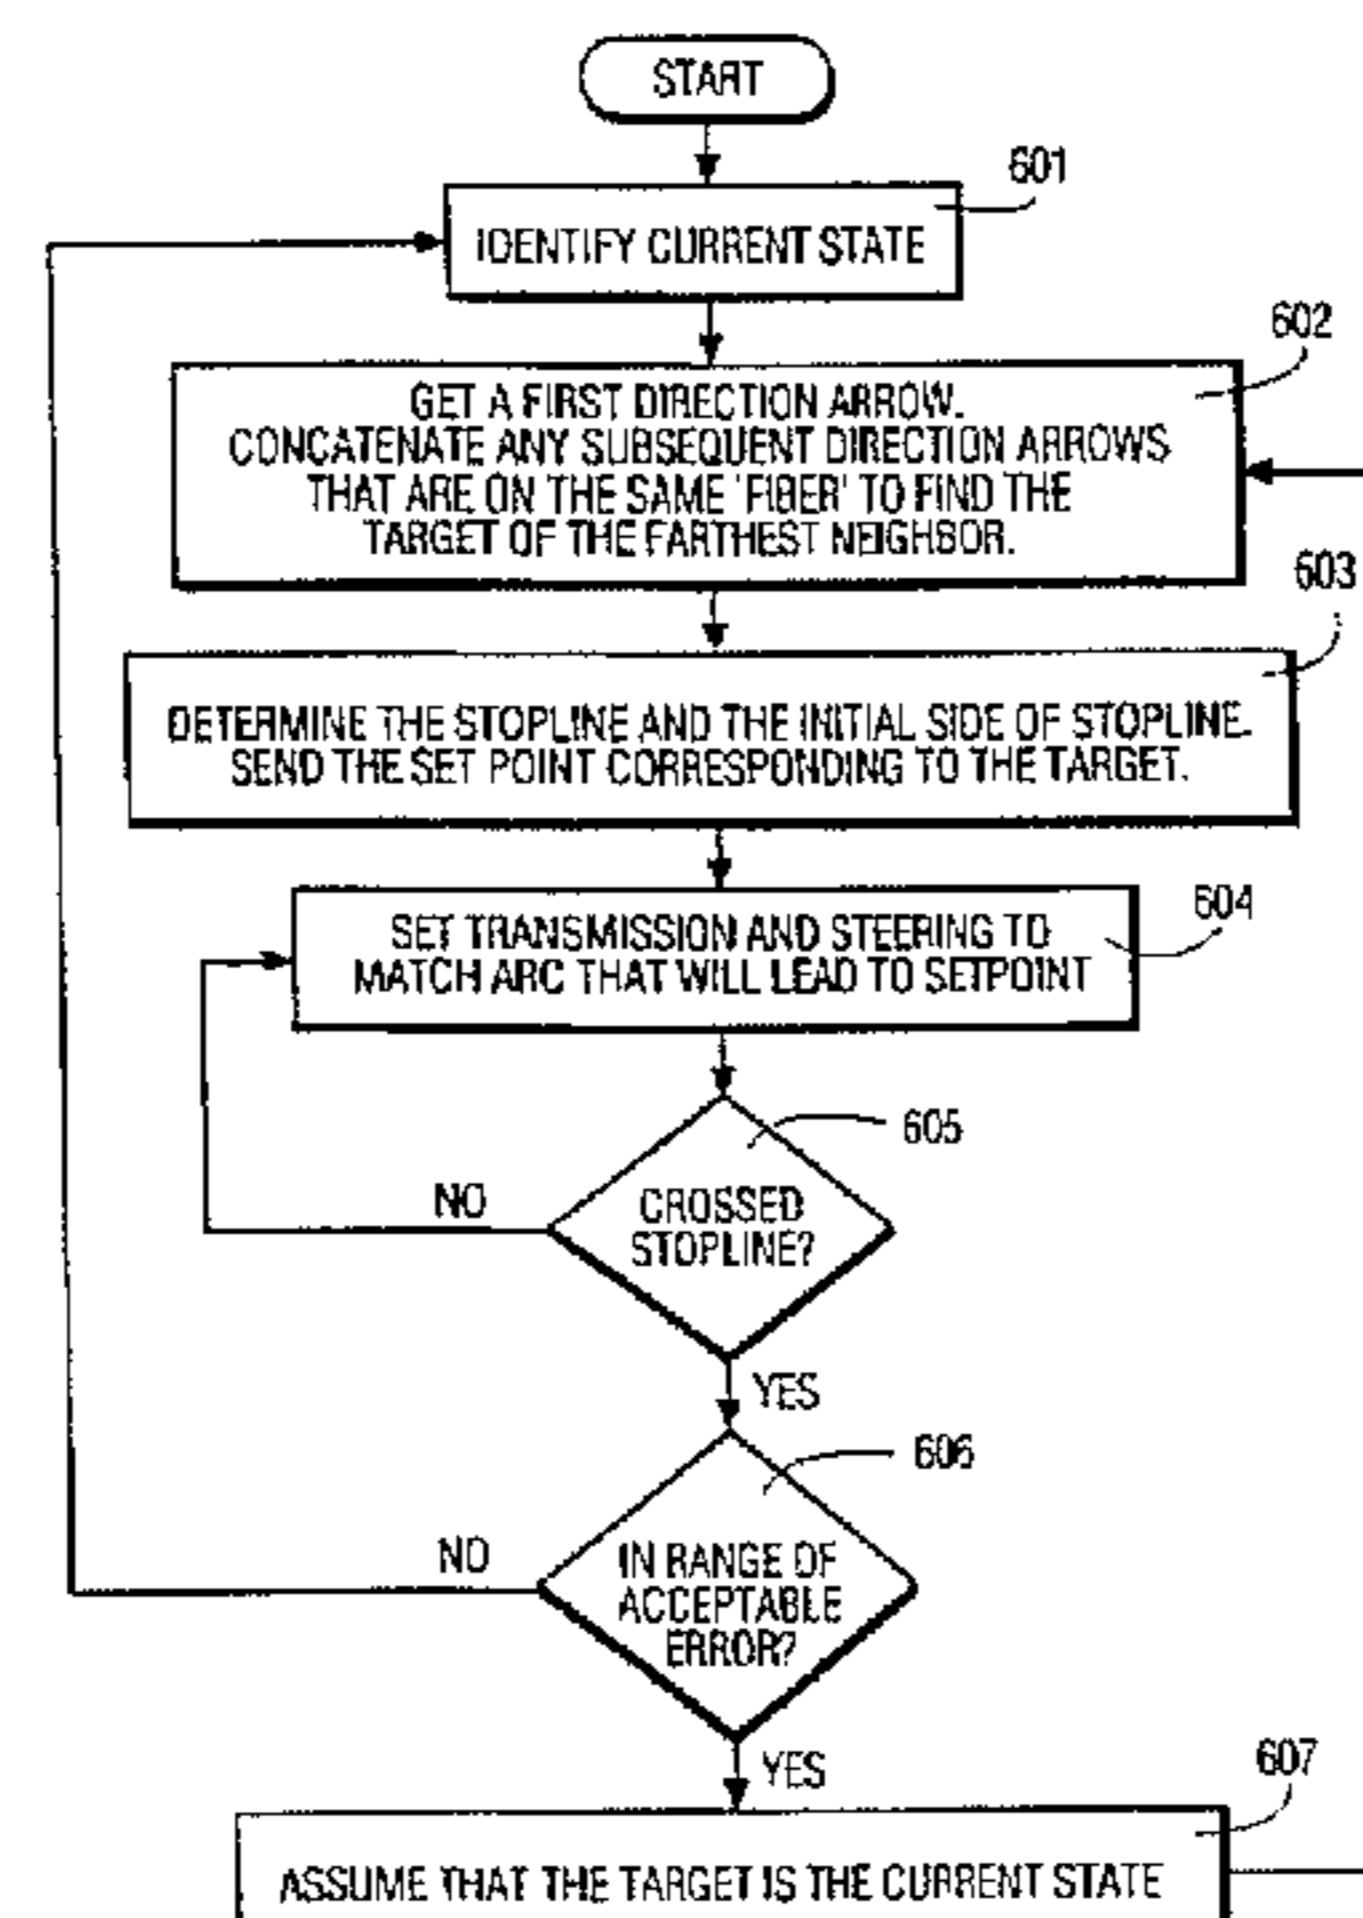 START
601
IDENTIFY CURRENT STATE
602
GET A FIRST DIRECTION ARROW.
CONCATENATE ANY SUBSEQUENT DIRECTION ARROWS
THAT ARE ON THE SAME 'FIBER' TO FIND THE
TARGET OF THE FARTHEST NEIGHBOR.
603
DETERMINE THE STOPLINE AND THE INITIAL SIDE OF STOPLINE.
SEND THE SET POINT CORRESPONDING TO THE TARGET.
604
SET TRANSMISSION AND STEERING TO
MATCH ARC THAT WILL LEAD TO SETPOINT
605
NO
CROSSED
STOPLINE?
YES
606
NO
IN RANGE OF
ACCEPTABLE
ERROR?
YES
607
ASSUME THAT THE TARGET IS THE CURRENT STATE